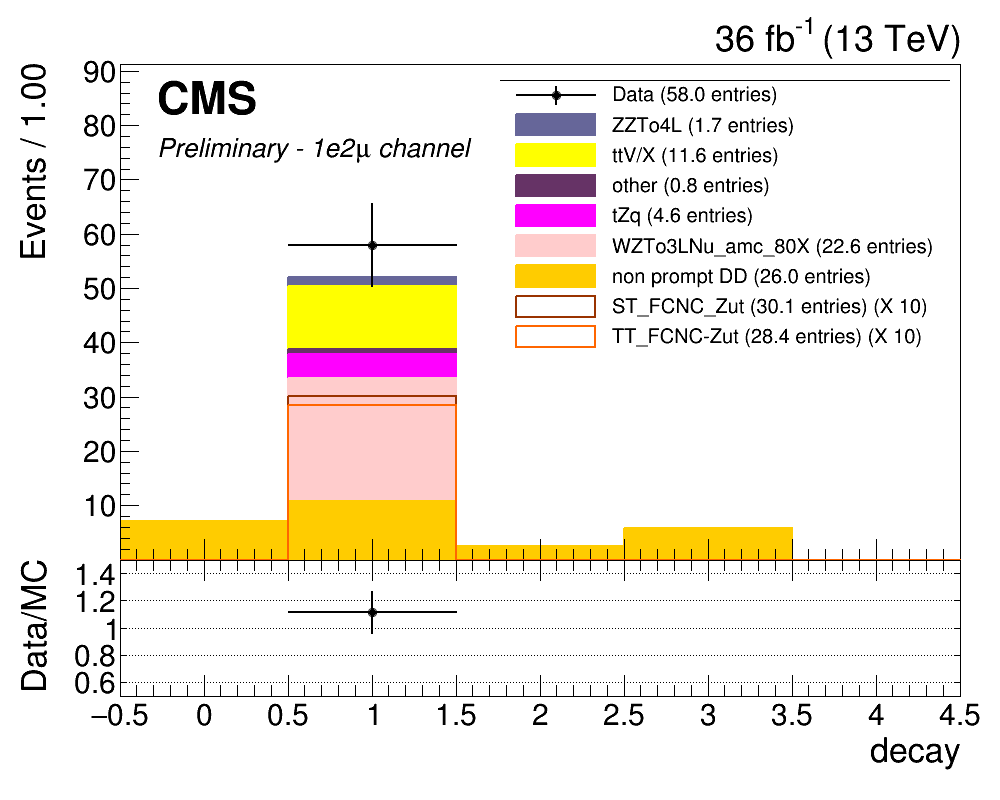 36 fb-1 (13 TeV)
Events / 1.00
90
80
70
60
50
40
30
20
10
CMS
Preliminary - 1e2μ channel
Data (58.0 entries)
ZZTo4L (1.7 entries)
ttV/X (11.6 entries)
other (0.8 entries)
tZq (4.6 entries)
WZTo3LNu_amc_80X (22.6 entries)
non prompt DD (26.0 entries)
ST_FCNC_Zut (30.1 entries) (X 10)
TT_FCNC-Zut (28.4 entries) (X 10)
Data/MC
1.4
1.2
1
0.8
0.6
−0.5 0 0.5 1 1.5 2 2.5 3 3.5 4 4.5
decay